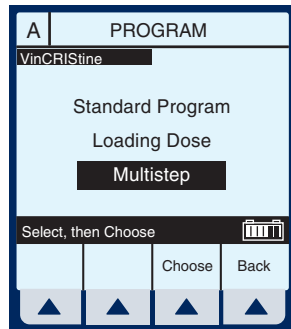 A PROGRAM
VinCRIStine
Standard Program
Loading Dose
Multistep
Select, then Choose
Choose Back